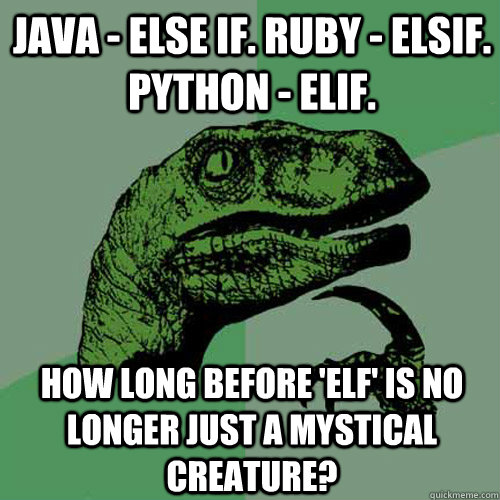 JAVA - ELSE IF. RUBY - ELSIF.
PYTHON - ELIF.
HOW LONG BEFORE 'ELF' IS NO
LONGER JUST A MYSTICAL
CREATURE?
quickmeme.com